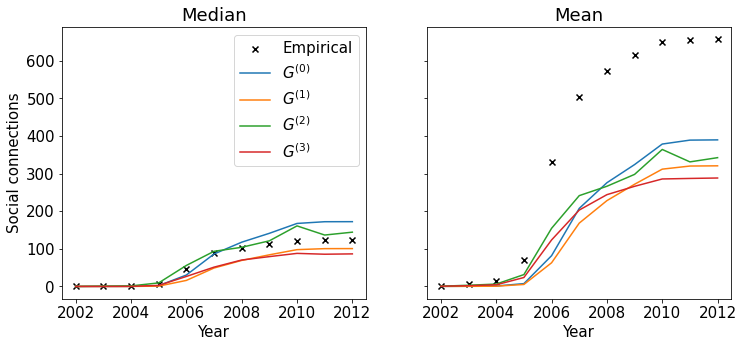 Median
Mean
Social connections
600
500
400
300
200
100
0
Empirical
G^{(0)}
G^{(1)}
G^{(2)}
G^{(3)}
2002 2004 2006 2008 2010 2012
Year
2002 2004 2006 2008 2010 2012
Year